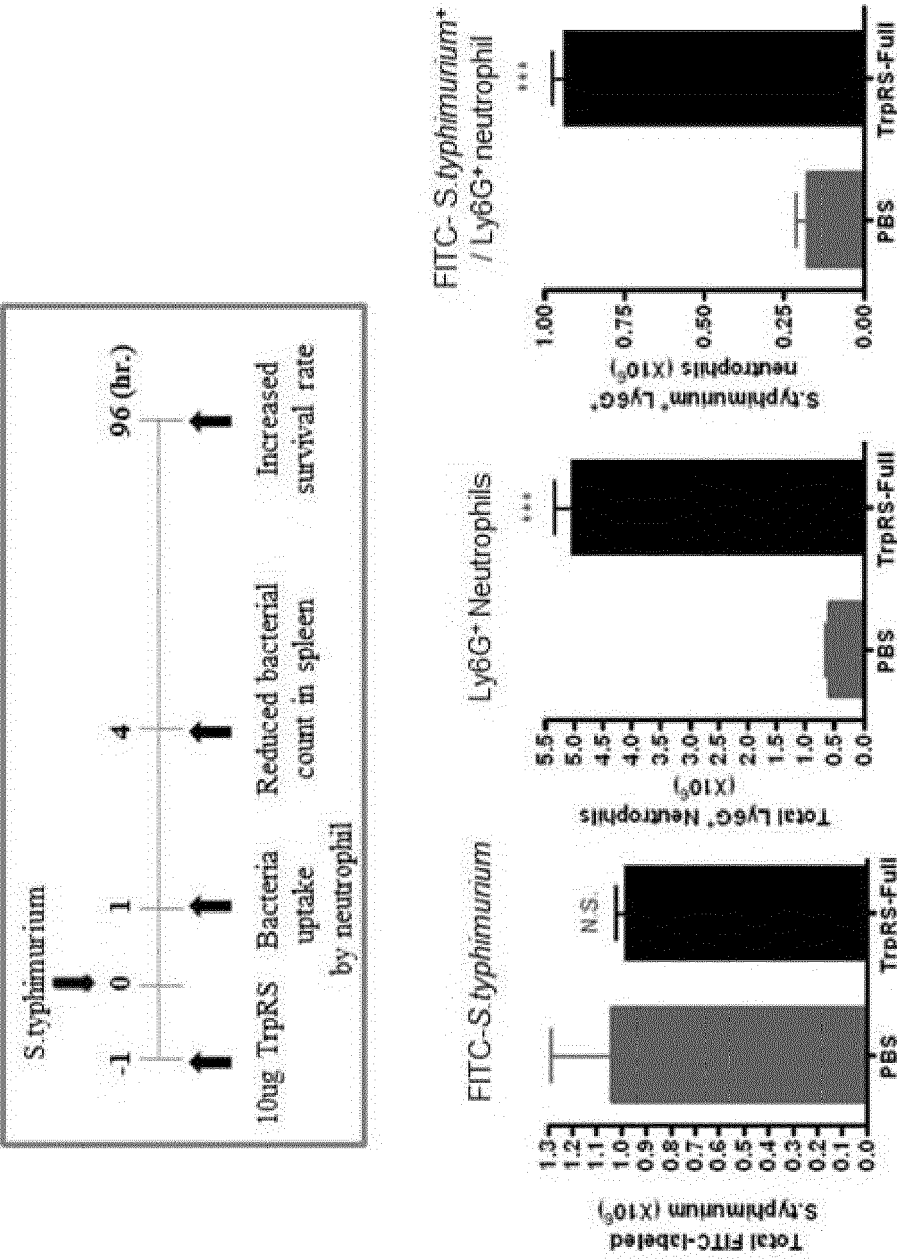 S.typhimurium
-1 0 1 4 96 (hr.)
10ug TrpRS Bacteria Reduced bacterial Increased
uptake count in spleen survival rate
by neutrophil
FITC-S.typhimurium
Total FITC-labeled
S.typhimurium (X10⁶)
1.3
1.2
1.1
1.0
0.9
0.8
0.7
0.6
0.5
0.4
0.3
0.2
0.1
0.0
N.S.
PBS TrpRS-Full
Ly6G⁺ Neutrophils
Total Ly6G⁺ Neutrophils
(X10⁶)
5.5
5.0
4.5
4.0
3.5
3.0
2.5
2.0
1.5
1.0
0.5
0.0
***
PBS TrpRS-Full
FITC- S.typhimurium⁺
/ Ly6G⁺ neutrophil
S.typhimurium⁺ Ly6G⁺
neutrophils (X10⁶)
1.00
0.75
0.50
0.25
0.00
***
PBS TrpRS-Full